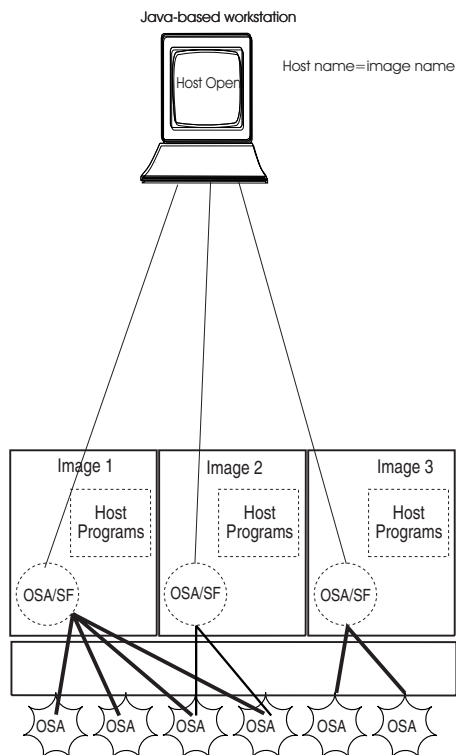 Java-based workstation
Host name=image name
Host Open
Image 1
Image 2
Image 3
Host
Programs
Host
Programs
Host
Programs
OSA/SF
OSA/SF
OSA/SF
OSA
OSA
OSA
OSA
OSA
OSA